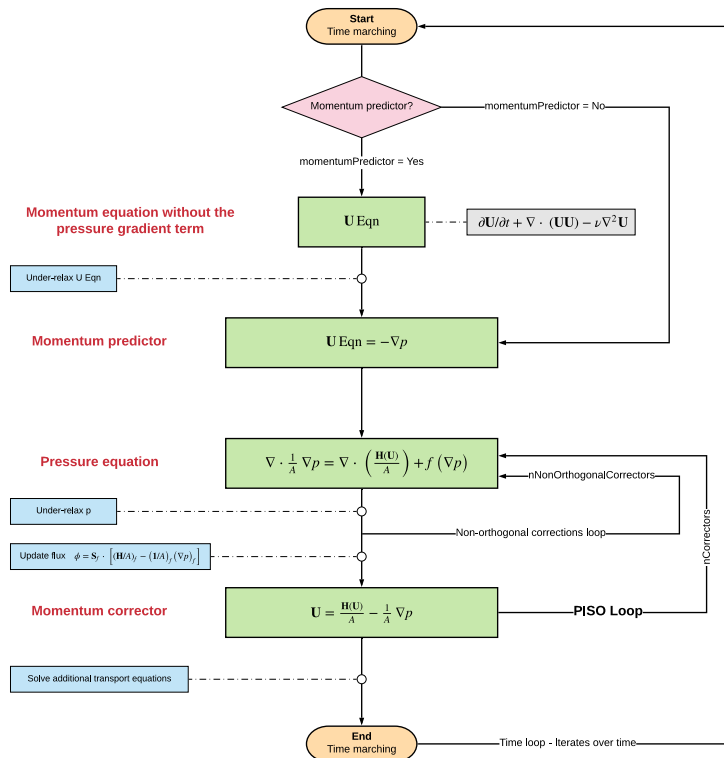 Start
Time marching
Momentum predictor?
momentumPredictor = No
momentumPredictor = Yes
Momentum equation without the
pressure gradient term
U Eqn
∂U/∂t + ∇ · (UU) − ν∇²U
Under-relax U Eqn
Momentum predictor
U Eqn = −∇p
Pressure equation
∇ · 1/A ∇p = ∇ · (H(U)/A) + f (∇p)
nNonOrthogonalCorrectors
Under-relax p
Non-orthogonal corrections loop
nCorrectors
Update flux ϕ = S_f · [(H/A)_f − (1/A)_f (∇p)_f]
Momentum corrector
U = H(U)/A − 1/A ∇p
PISO Loop
Solve additional transport equations
End
Time marching
Time loop - Iterates over time